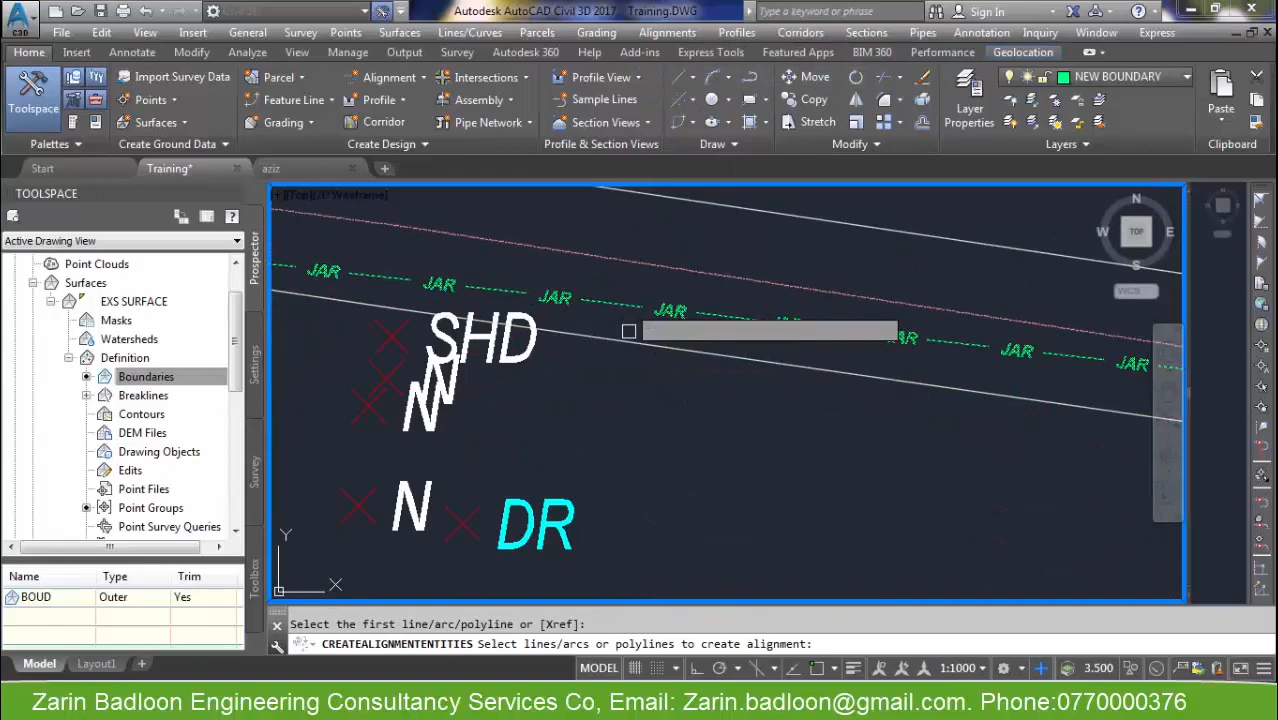 Autodesk AutoCAD Civil 3D 2017 Training.DWG
Type a keyword or phrase
Sign In
C3D
File Edit View Insert General Survey Points Surfaces Lines/Curves Parcels Grading Alignments Profiles Corridors Sections Pipes Annotation Inquiry Window Express
Home Insert Annotate Modify Analyze View Manage Output Survey Autodesk 360 Help Add-ins Express Tools Featured Apps BIM 360 Performance Geolocation
Toolspace
Import Survey Data
Points
Surfaces
Parcel
Feature Line
Grading
Alignment
Profile
Corridor
Intersections
Assembly
Pipe Network
Profile View
Sample Lines
Section Views
Move
Copy
Stretch
Layer Properties
NEW BOUNDARY
Paste
Palettes
Create Ground Data
Create Design
Profile & Section Views
Draw
Modify
Layers
Clipboard
Start
Training*
aziz
TOOLSPACE
Active Drawing View
Point Clouds
Surfaces
EXS SURFACE
Masks
Watersheds
Definition
Boundaries
Breaklines
Contours
DEM Files
Drawing Objects
Edits
Point Files
Point Groups
Point Survey Queries
Name Type Trim
BOUD Outer Yes
Prospector
Settings
Survey
Toolbox
JAR JAR JAR JAR JAR JAR JAR
SHD
N
N
N
DR
Y
X
N
W TOP E
S
WCS
Select the first line/arc/polyline or [Xref]:
CREATEALIGNMENTENTITIES Select lines/arcs or polylines to create alignment:
Model Layout1
MODEL
1:1000
3.500
Zarin Badloon Engineering Consultancy Services Co, Email: Zarin.badloon@gmail.com. Phone:0770000376